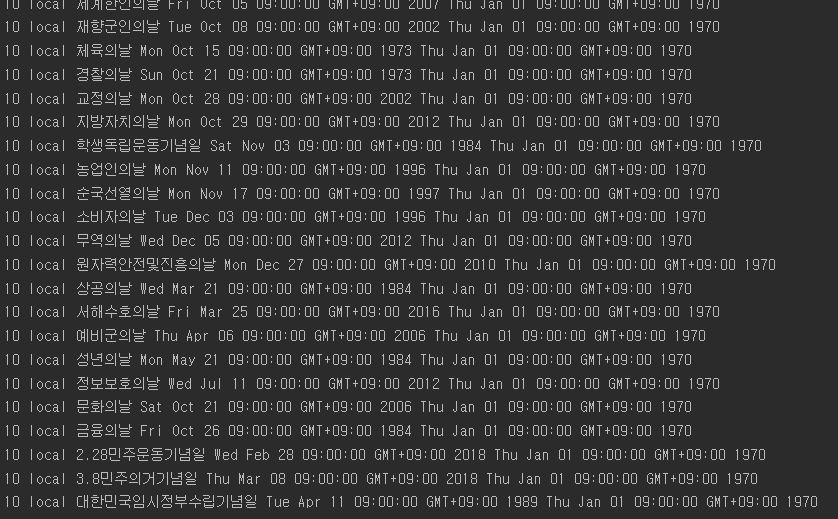 10 local 세계한인의날 Fri Oct 05 09:00:00 GMT+09:00 2007 Thu Jan 01 09:00:00 GMT+09:00 1970
10 local 재향군인의날 Tue Oct 08 09:00:00 GMT+09:00 2002 Thu Jan 01 09:00:00 GMT+09:00 1970
10 local 체육의날 Mon Oct 15 09:00:00 GMT+09:00 1973 Thu Jan 01 09:00:00 GMT+09:00 1970
10 local 경찰의날 Sun Oct 21 09:00:00 GMT+09:00 1973 Thu Jan 01 09:00:00 GMT+09:00 1970
10 local 교정의날 Mon Oct 28 09:00:00 GMT+09:00 2002 Thu Jan 01 09:00:00 GMT+09:00 1970
10 local 지방자치의날 Mon Oct 29 09:00:00 GMT+09:00 2012 Thu Jan 01 09:00:00 GMT+09:00 1970
10 local 학생독립운동기념일 Sat Nov 03 09:00:00 GMT+09:00 1984 Thu Jan 01 09:00:00 GMT+09:00 1970
10 local 농업인의날 Mon Nov 11 09:00:00 GMT+09:00 1996 Thu Jan 01 09:00:00 GMT+09:00 1970
10 local 순국선열의날 Mon Nov 17 09:00:00 GMT+09:00 1997 Thu Jan 01 09:00:00 GMT+09:00 1970
10 local 소비자의날 Tue Dec 03 09:00:00 GMT+09:00 1996 Thu Jan 01 09:00:00 GMT+09:00 1970
10 local 무역의날 Wed Dec 05 09:00:00 GMT+09:00 2012 Thu Jan 01 09:00:00 GMT+09:00 1970
10 local 원자력안전및진흥의날 Mon Dec 27 09:00:00 GMT+09:00 2010 Thu Jan 01 09:00:00 GMT+09:00 1970
10 local 상공의날 Wed Mar 21 09:00:00 GMT+09:00 1984 Thu Jan 01 09:00:00 GMT+09:00 1970
10 local 서해수호의날 Fri Mar 25 09:00:00 GMT+09:00 2016 Thu Jan 01 09:00:00 GMT+09:00 1970
10 local 예비군의날 Thu Apr 06 09:00:00 GMT+09:00 2006 Thu Jan 01 09:00:00 GMT+09:00 1970
10 local 성년의날 Mon May 21 09:00:00 GMT+09:00 1984 Thu Jan 01 09:00:00 GMT+09:00 1970
10 local 정보보호의날 Wed Jul 11 09:00:00 GMT+09:00 2012 Thu Jan 01 09:00:00 GMT+09:00 1970
10 local 문화의날 Sat Oct 21 09:00:00 GMT+09:00 2006 Thu Jan 01 09:00:00 GMT+09:00 1970
10 local 금융의날 Fri Oct 26 09:00:00 GMT+09:00 1984 Thu Jan 01 09:00:00 GMT+09:00 1970
10 local 2.28민주운동기념일 Wed Feb 28 09:00:00 GMT+09:00 2018 Thu Jan 01 09:00:00 GMT+09:00 1970
10 local 3.8민주의거기념일 Thu Mar 08 09:00:00 GMT+09:00 2018 Thu Jan 01 09:00:00 GMT+09:00 1970
10 local 대한민국임시정부수립기념일 Tue Apr 11 09:00:00 GMT+09:00 1989 Thu Jan 01 09:00:00 GMT+09:00 1970